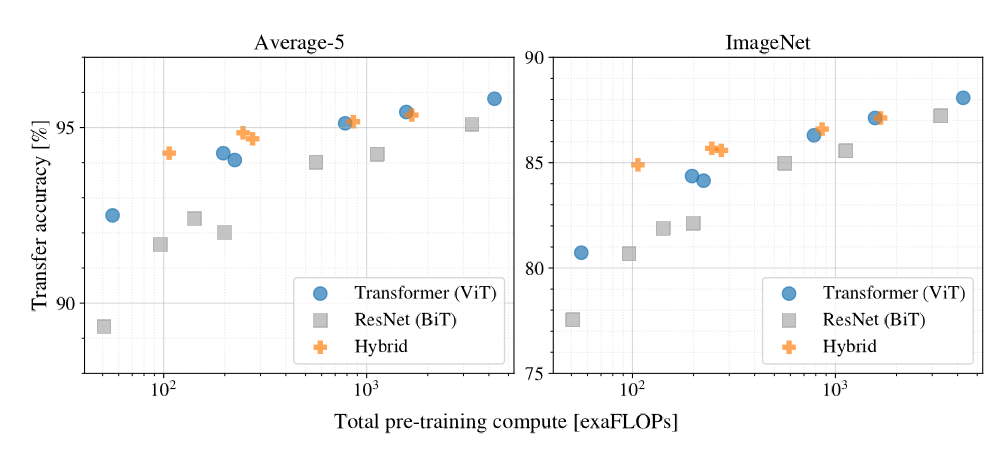 Average-5
ImageNet
Transfer accuracy [%]
95
90
10²
10³
Transformer (ViT)
ResNet (BiT)
Hybrid
90
85
80
75
10²
10³
Transformer (ViT)
ResNet (BiT)
Hybrid
Total pre-training compute [exaFLOPs]